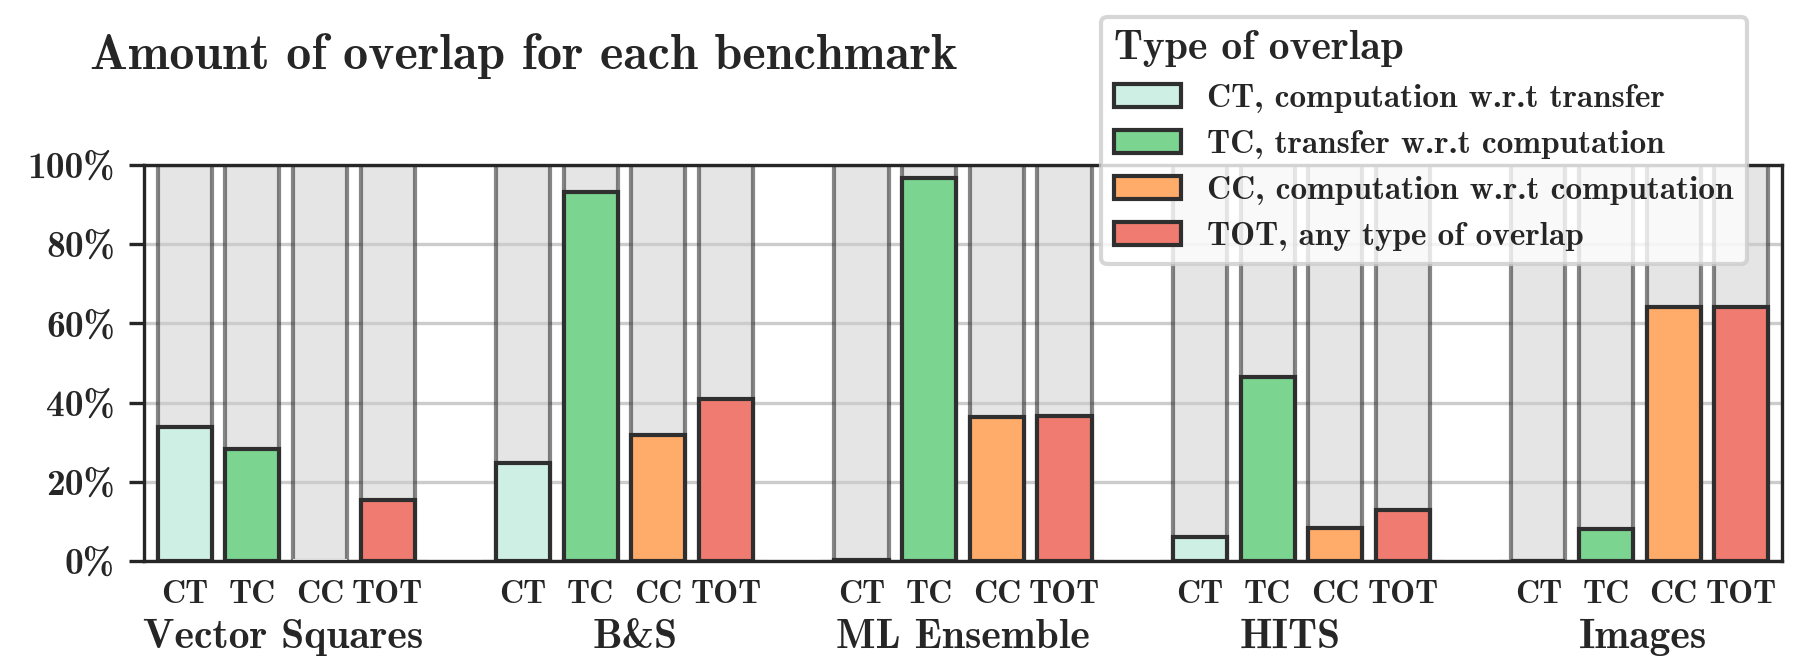 Amount of overlap for each benchmark
Type of overlap
CT, computation w.r.t transfer
TC, transfer w.r.t computation
CC, computation w.r.t computation
TOT, any type of overlap
100%
80%
60%
40%
20%
0%
CT TC CC TOT CT TC CC TOT CT TC CC TOT CT TC CC TOT CT TC CC TOT
Vector Squares B&S ML Ensemble HITS Images